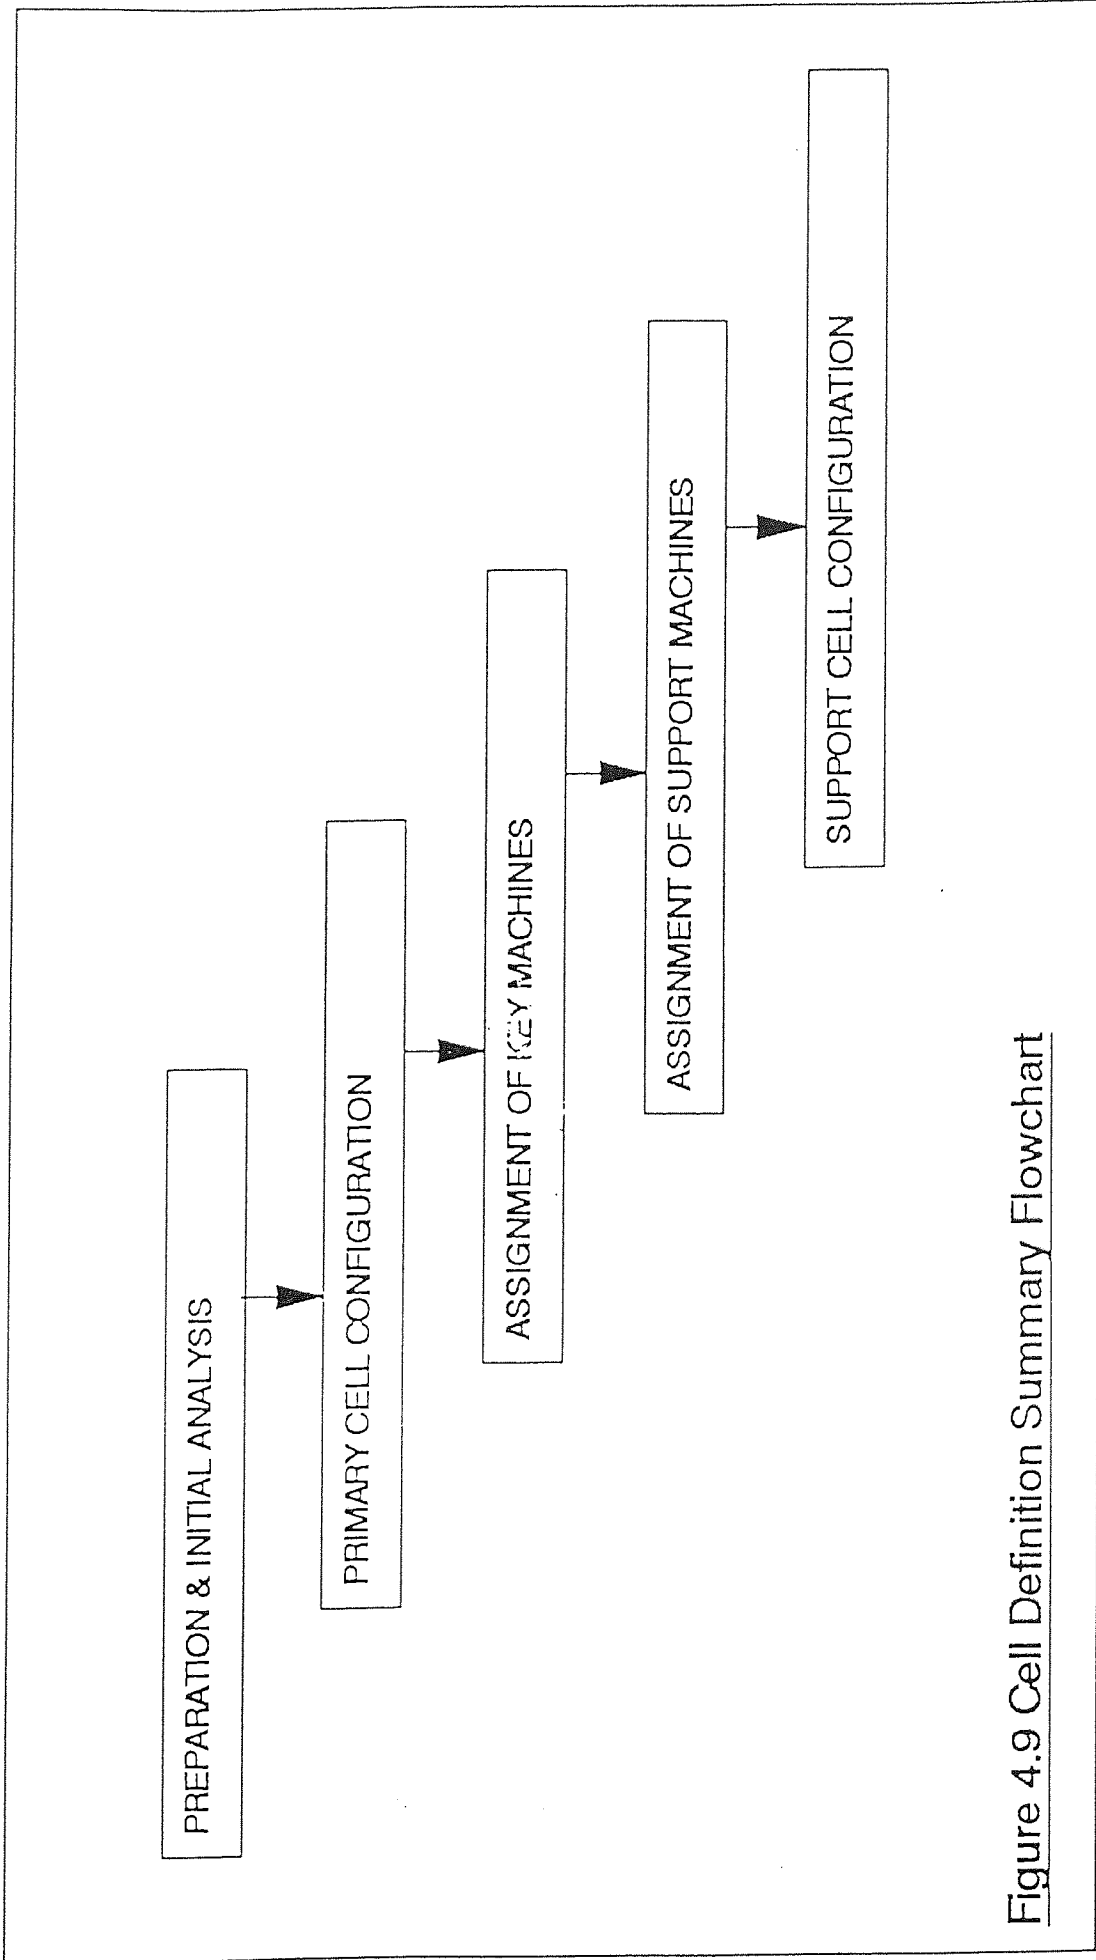 PREPARATION & INITIAL ANALYSIS
PRIMARY CELL CONFIGURATION
ASSIGNMENT OF KEY MACHINES
ASSIGNMENT OF SUPPORT MACHINES
SUPPORT CELL CONFIGURATION
Figure 4.9 Cell Definition Summary Flowchart